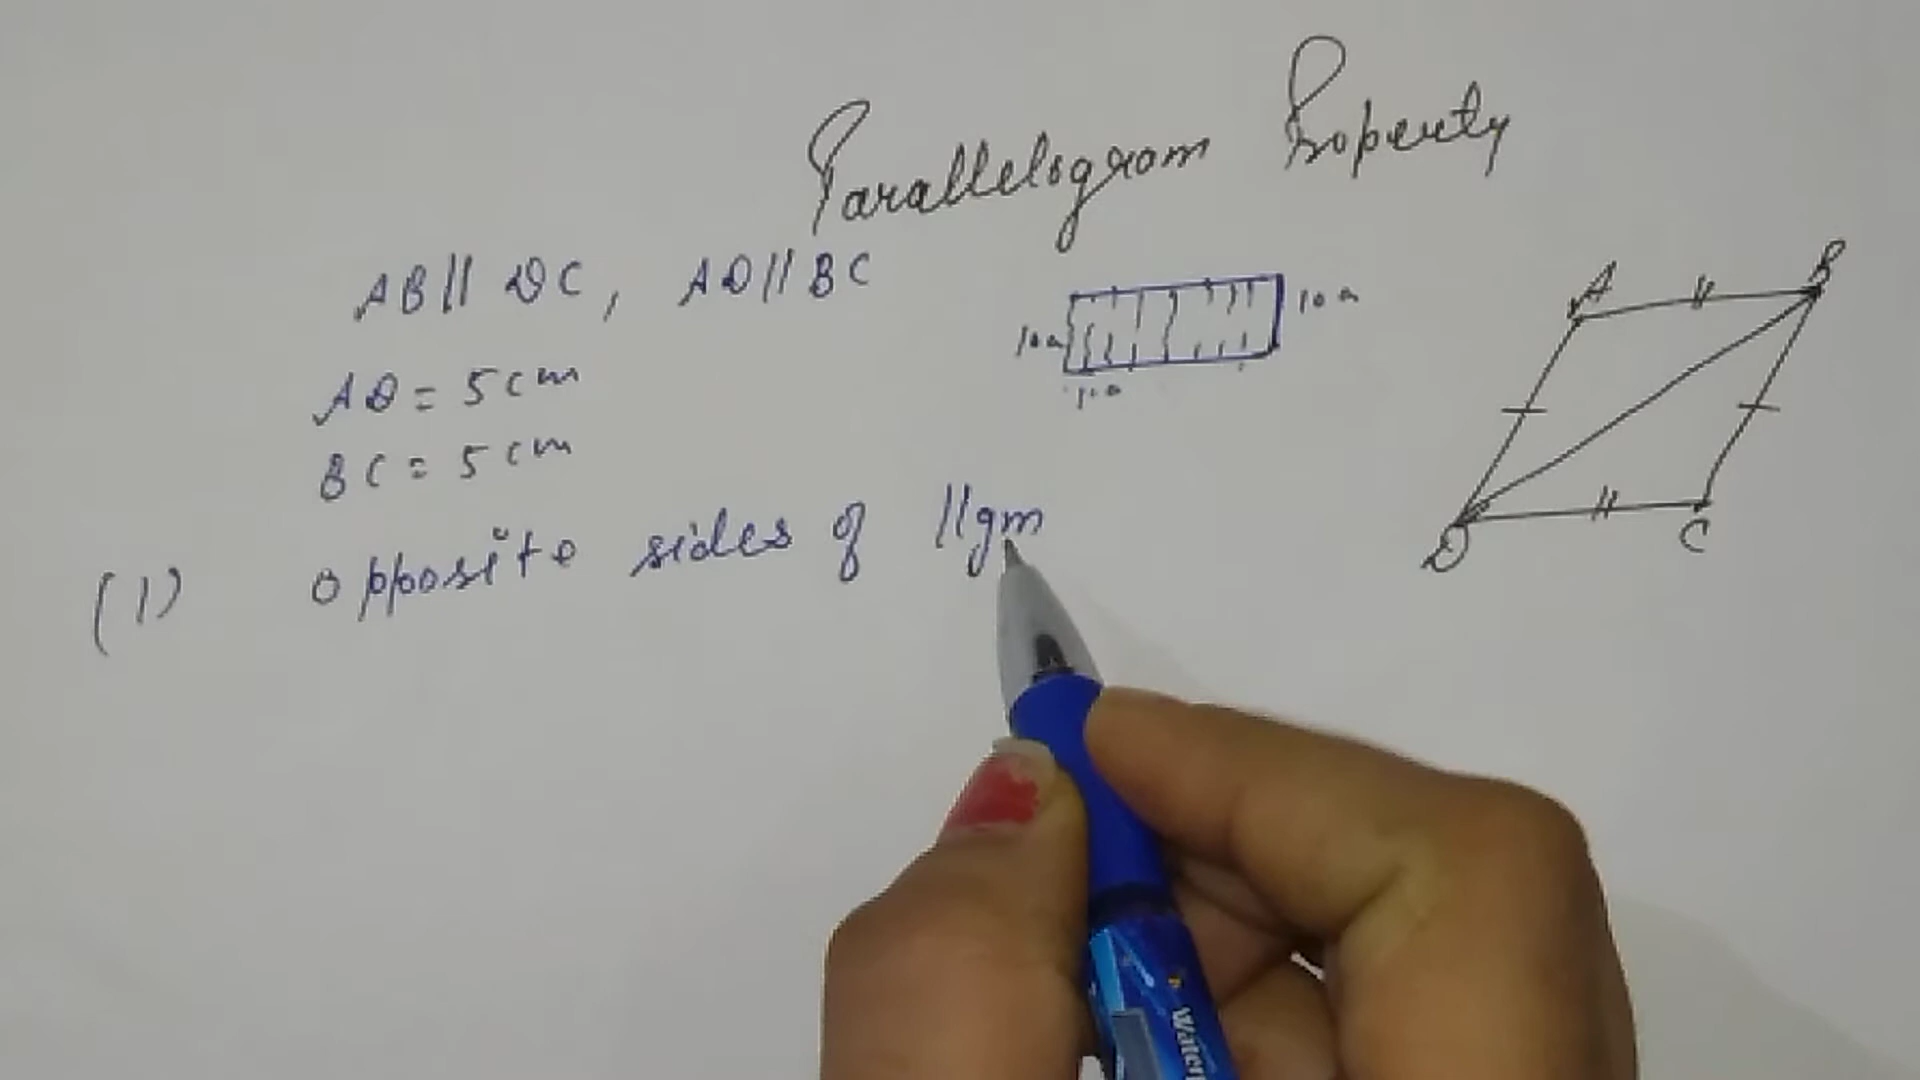 Parallelogram Property
AB || DC, AD || BC
AD = 5 cm
BC = 5 cm
(1) opposite sides of ||gm
A
B
D
C